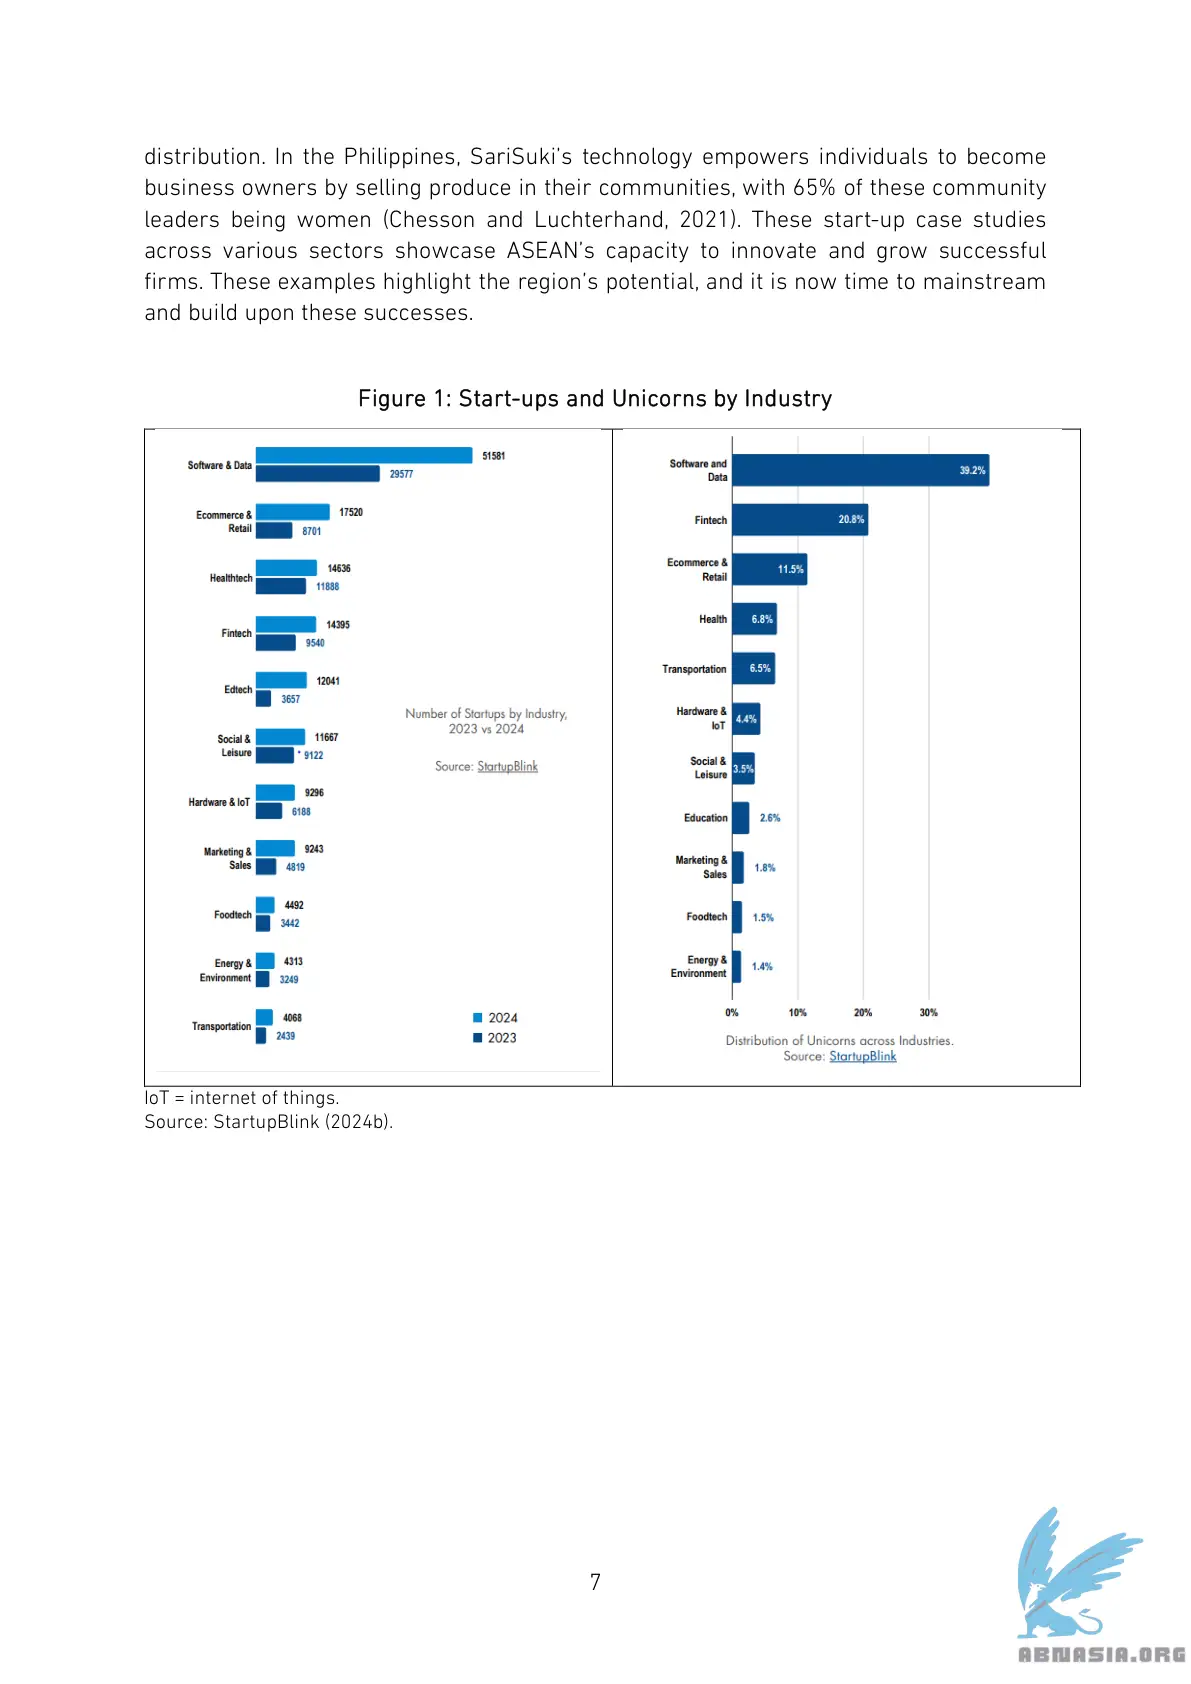 distribution. In the Philippines, SariSuki's technology empowers individuals to become
business owners by selling produce in their communities, with 65% of these community
leaders being women (Chesson and Luchterhand, 2021). These start-up case studies
across various sectors showcase ASEAN's capacity to innovate and grow successful
firms. These examples highlight the region's potential, and it is now time to mainstream
and build upon these successes.
Figure 1: Start-ups and Unicorns by Industry
Software & Data
51581
29577
Ecommerce &
Retail
17520
8701
Healthtech
14636
11888
Fintech
14395
9540
Edtech
12041
3657
Social &
Leisure
11667
* 9122
Hardware & IoT
9296
6188
Marketing &
Sales
9243
4819
Foodtech
4492
3442
Energy &
Environment
4313
3249
Transportation
4068
2439
Number of Startups by Industry,
2023 vs 2024
Source: StartupBlink
2024
2023
Software and
Data
39.2%
Fintech
20.8%
Ecommerce &
Retail
11.5%
Health
6.8%
Transportation
6.5%
Hardware &
IoT
4.4%
Social &
Leisure
3.5%
Education
2.6%
Marketing &
Sales
1.8%
Foodtech
1.5%
Energy &
Environment
1.4%
0% 10% 20% 30%
Distribution of Unicorns across Industries.
Source: StartupBlink
IoT = internet of things.
Source: StartupBlink (2024b).
7
ABNASIA.ORG